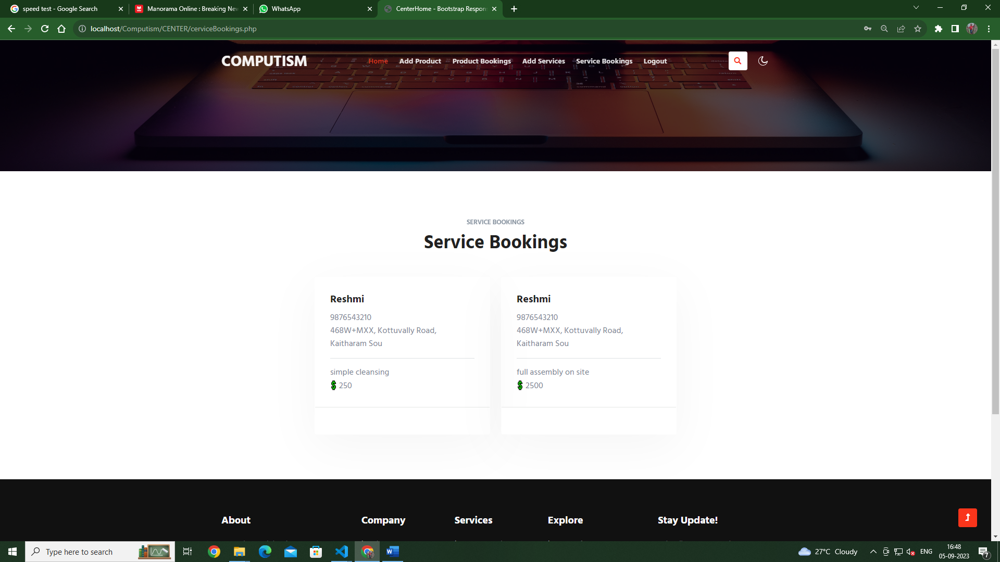 speed test - Google Search
Manorama Online : Breaking Nev
WhatsApp
CenterHome - Bootstrap Respon
localhost/Computism/CENTER/cerviceBookings.php
COMPUTISM
Home
Add Product
Product Bookings
Add Services
Service Bookings
Logout
SERVICE BOOKINGS
Service Bookings
Reshmi
9876543210
468W+MXX, Kottuvally Road,
Kaitharam Sou
simple cleansing
250
Reshmi
9876543210
468W+MXX, Kottuvally Road,
Kaitharam Sou
full assembly on site
2500
About
Company
Services
Explore
Stay Update!
Type here to search
27°C Cloudy
ENG
16:48
05-09-2023
7